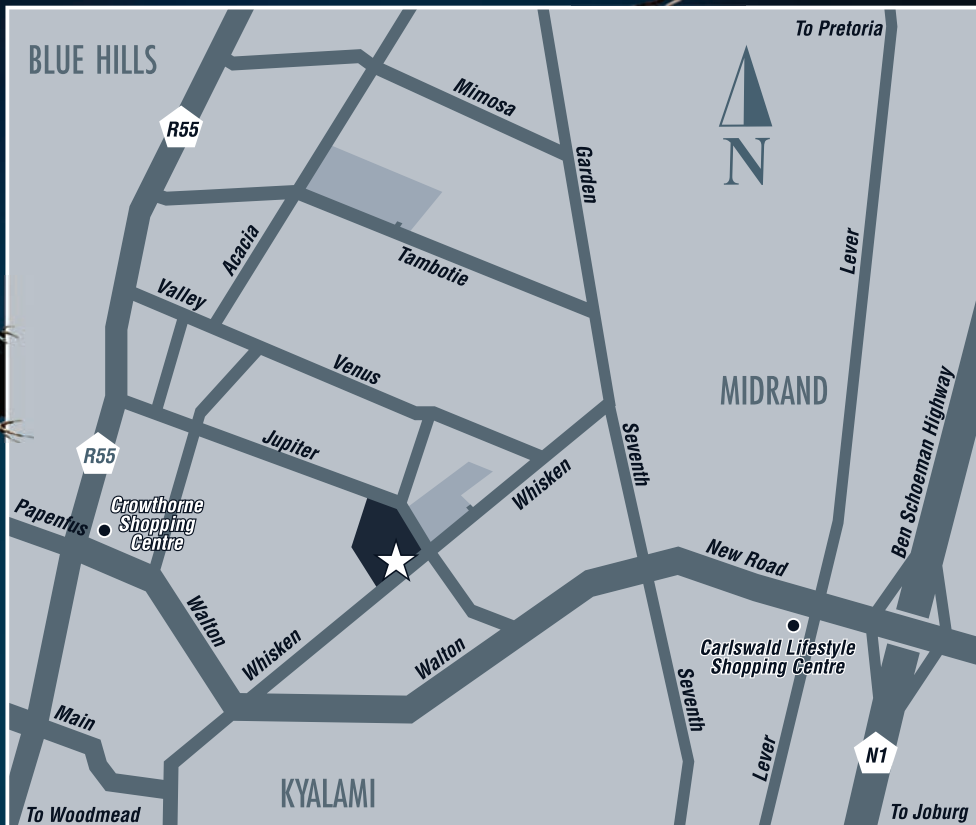 To Pretoria
BLUE HILLS
Mimosa
R55
N
Garden
Acacia
Tambotie
Lever
Valley
Venus
MIDRAND
Jupiter
Seventh
Whisken
Ben Schoeman Highway
R55
Crowthorne
Shopping
Centre
Papenfus
New Road
Walton
Whisken
Walton
Carlswald Lifestyle
Shopping Centre
Seventh
Main
Lever
N1
KYALAMI
To Woodmead
To Joburg